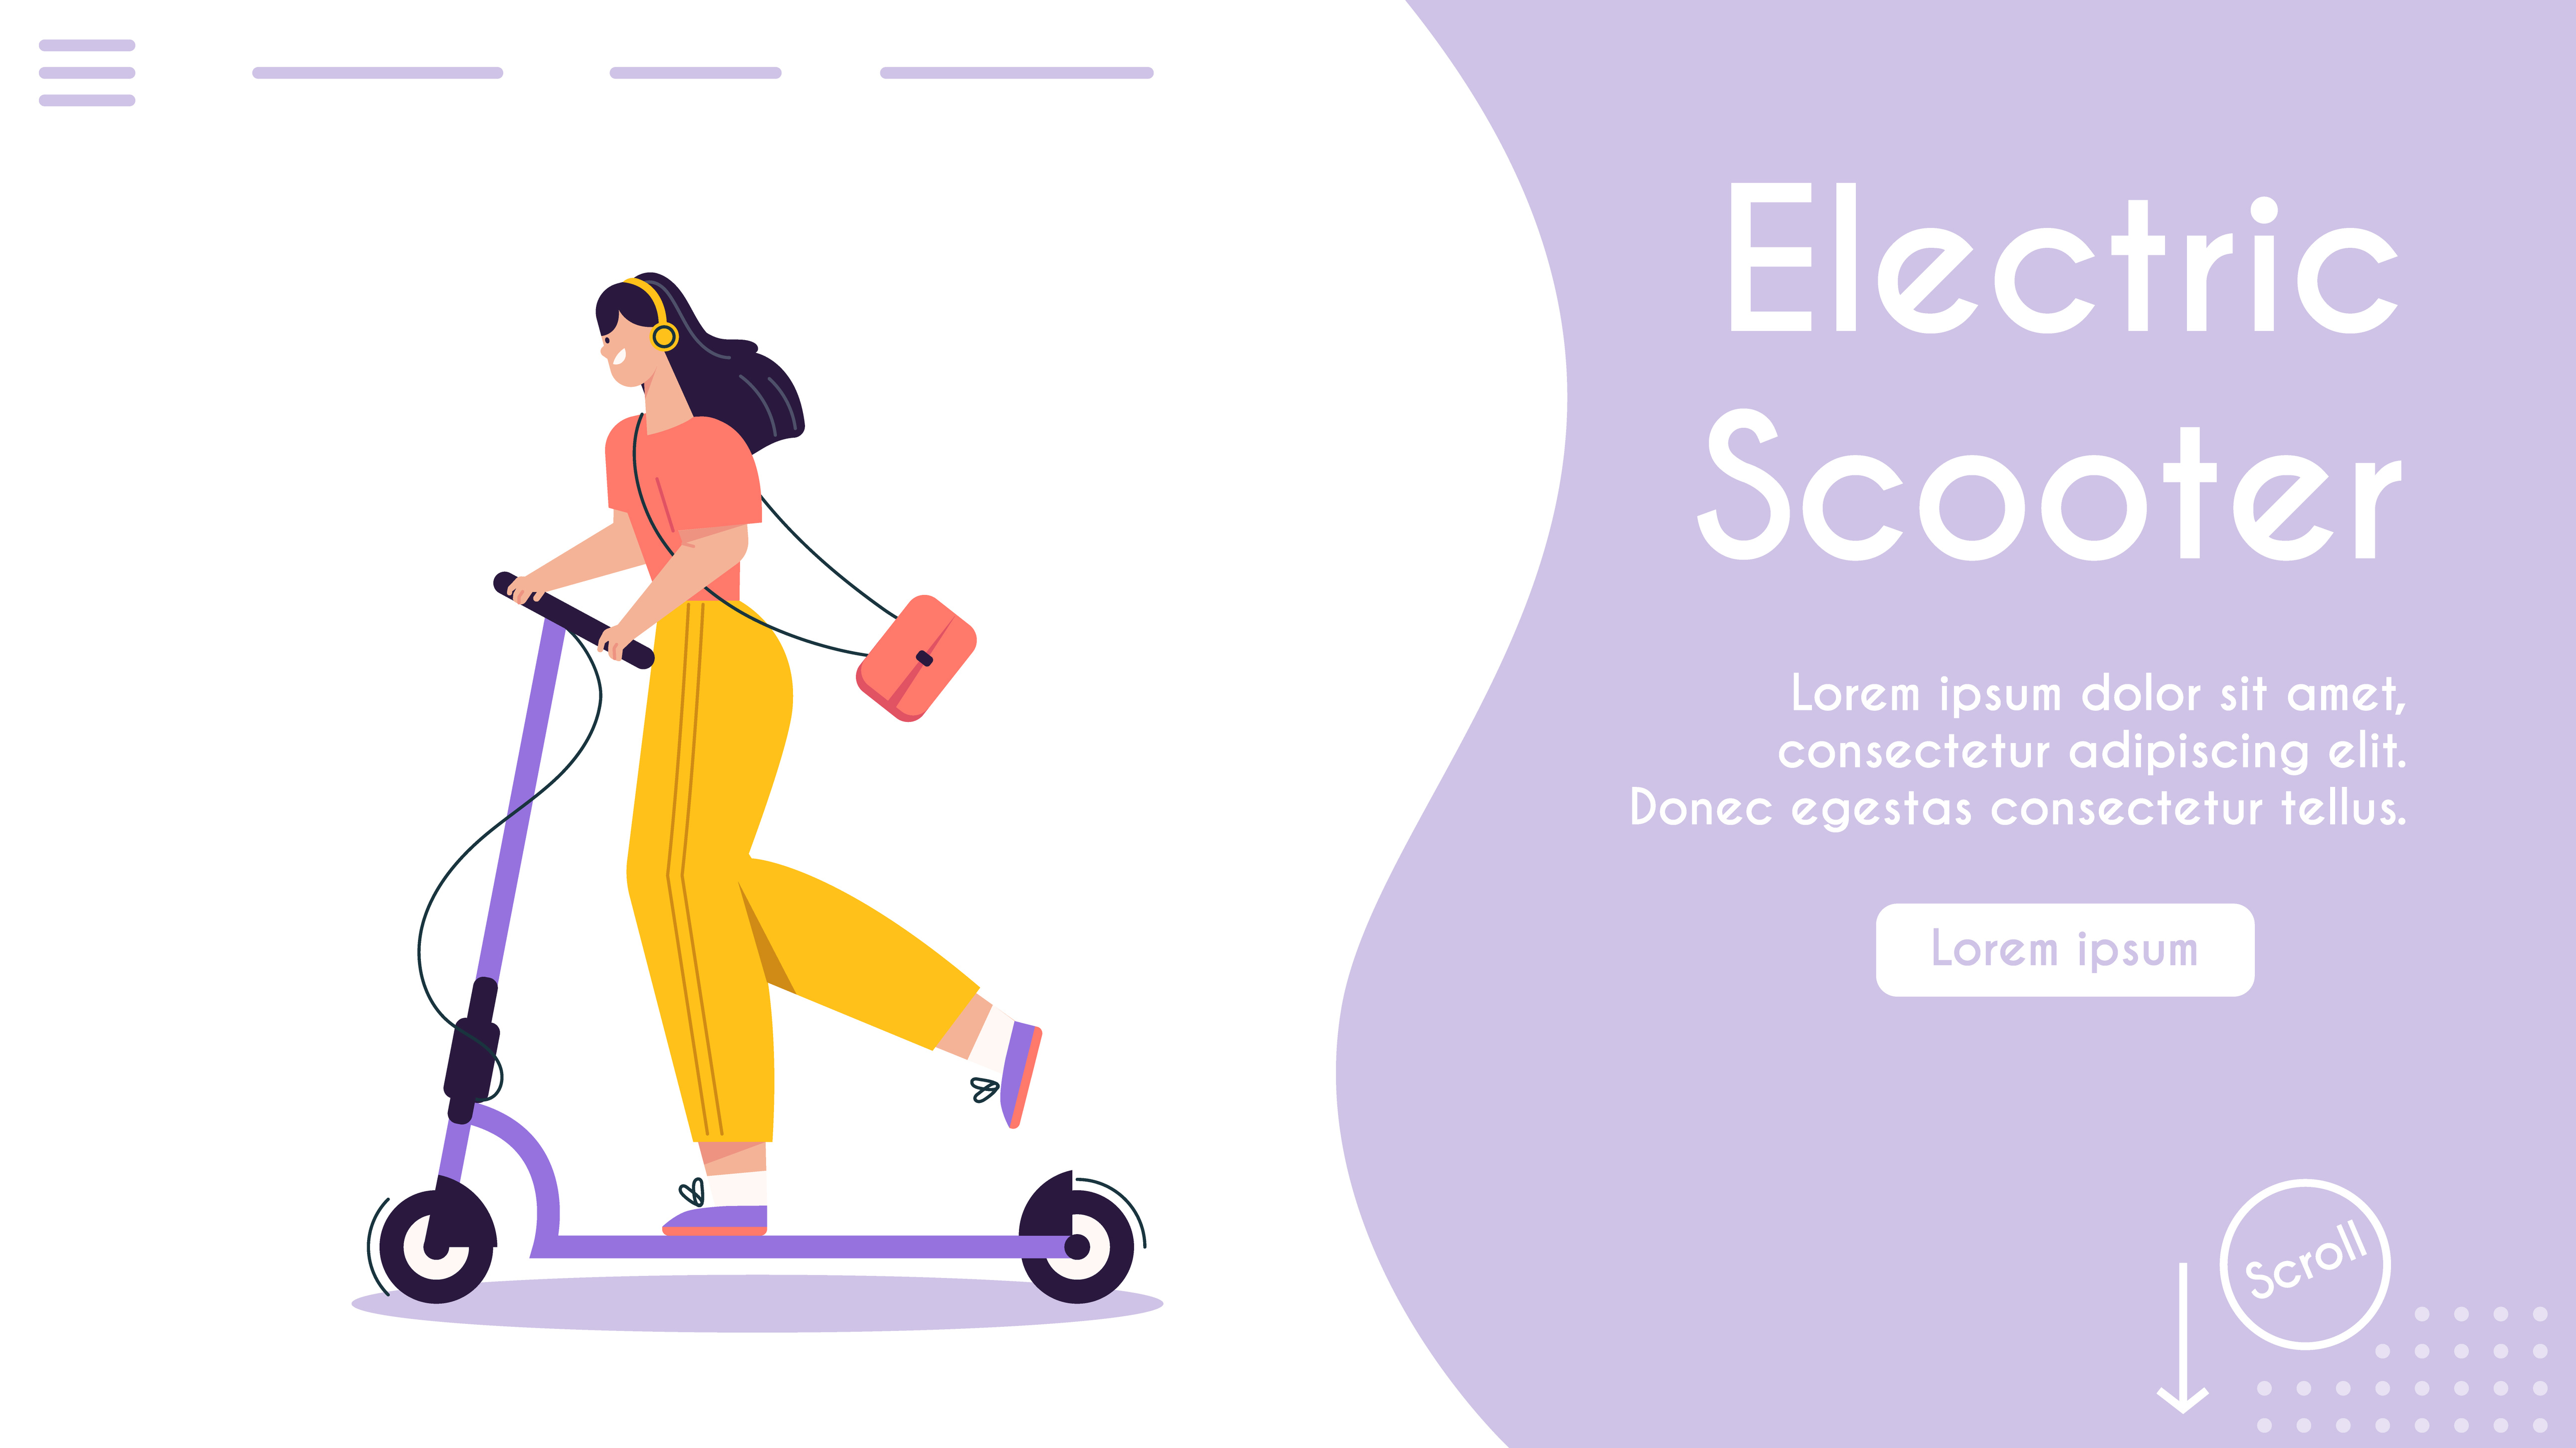 Electric
Scooter
Lorem ipsum dolor sit amet,
consectetur adipiscing elit.
Donec egestas consectetur tellus.
Lorem ipsum
Scroll